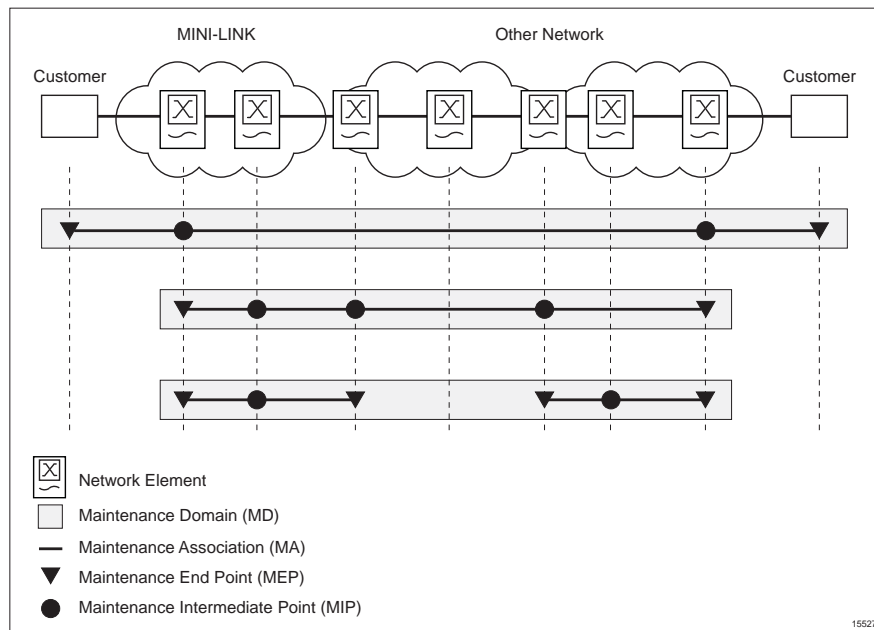 MINI-LINK Other Network
Customer Customer
Network Element
Maintenance Domain (MD)
Maintenance Association (MA)
Maintenance End Point (MEP)
Maintenance Intermediate Point (MIP)
15527